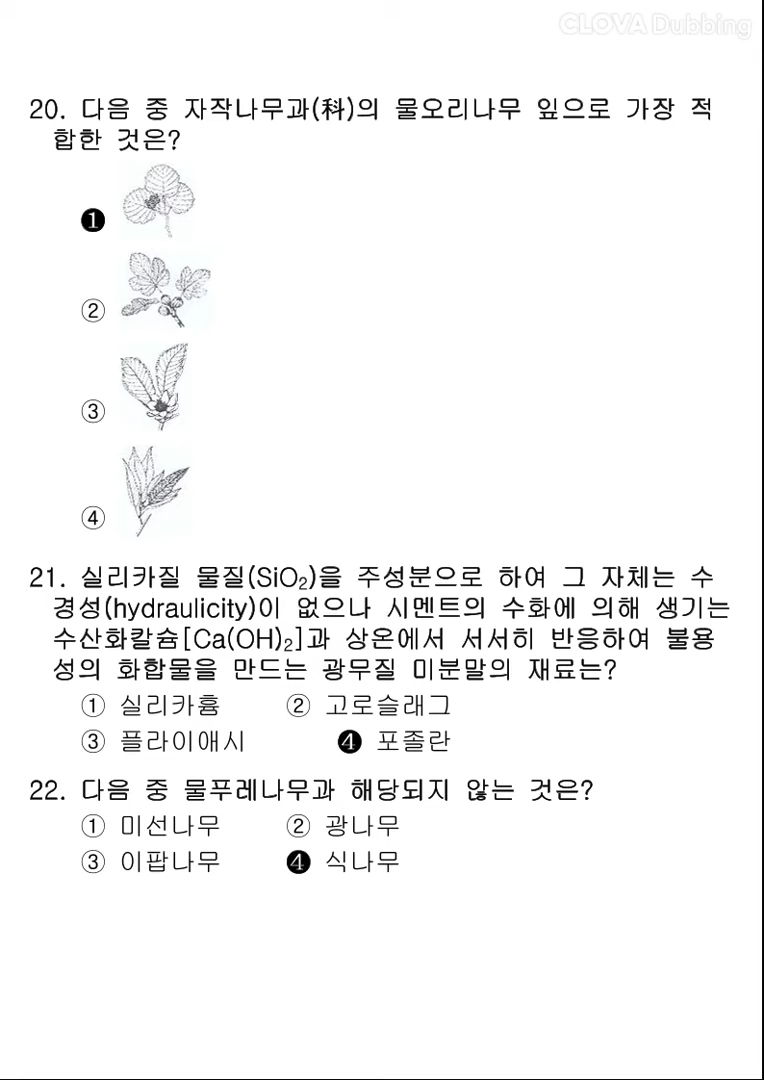 CLOVA Dubbing
20. 다음 중 자작나무과(科)의 물오리나무 잎으로 가장 적
합한 것은?
❶
②
③
④
21. 실리카질 물질(SiO₂)을 주성분으로 하여 그 자체는 수
경성(hydraulicity)이 없으나 시멘트의 수화에 의해 생기는
수산화칼슘[Ca(OH)₂]과 상온에서 서서히 반응하여 불용
성의 화합물을 만드는 광무질 미분말의 재료는?
① 실리카흄 ② 고로슬래그
③ 플라이애시 ❹ 포졸란
22. 다음 중 물푸레나무과 해당되지 않는 것은?
① 미선나무 ② 광나무
③ 이팝나무 ❹ 식나무